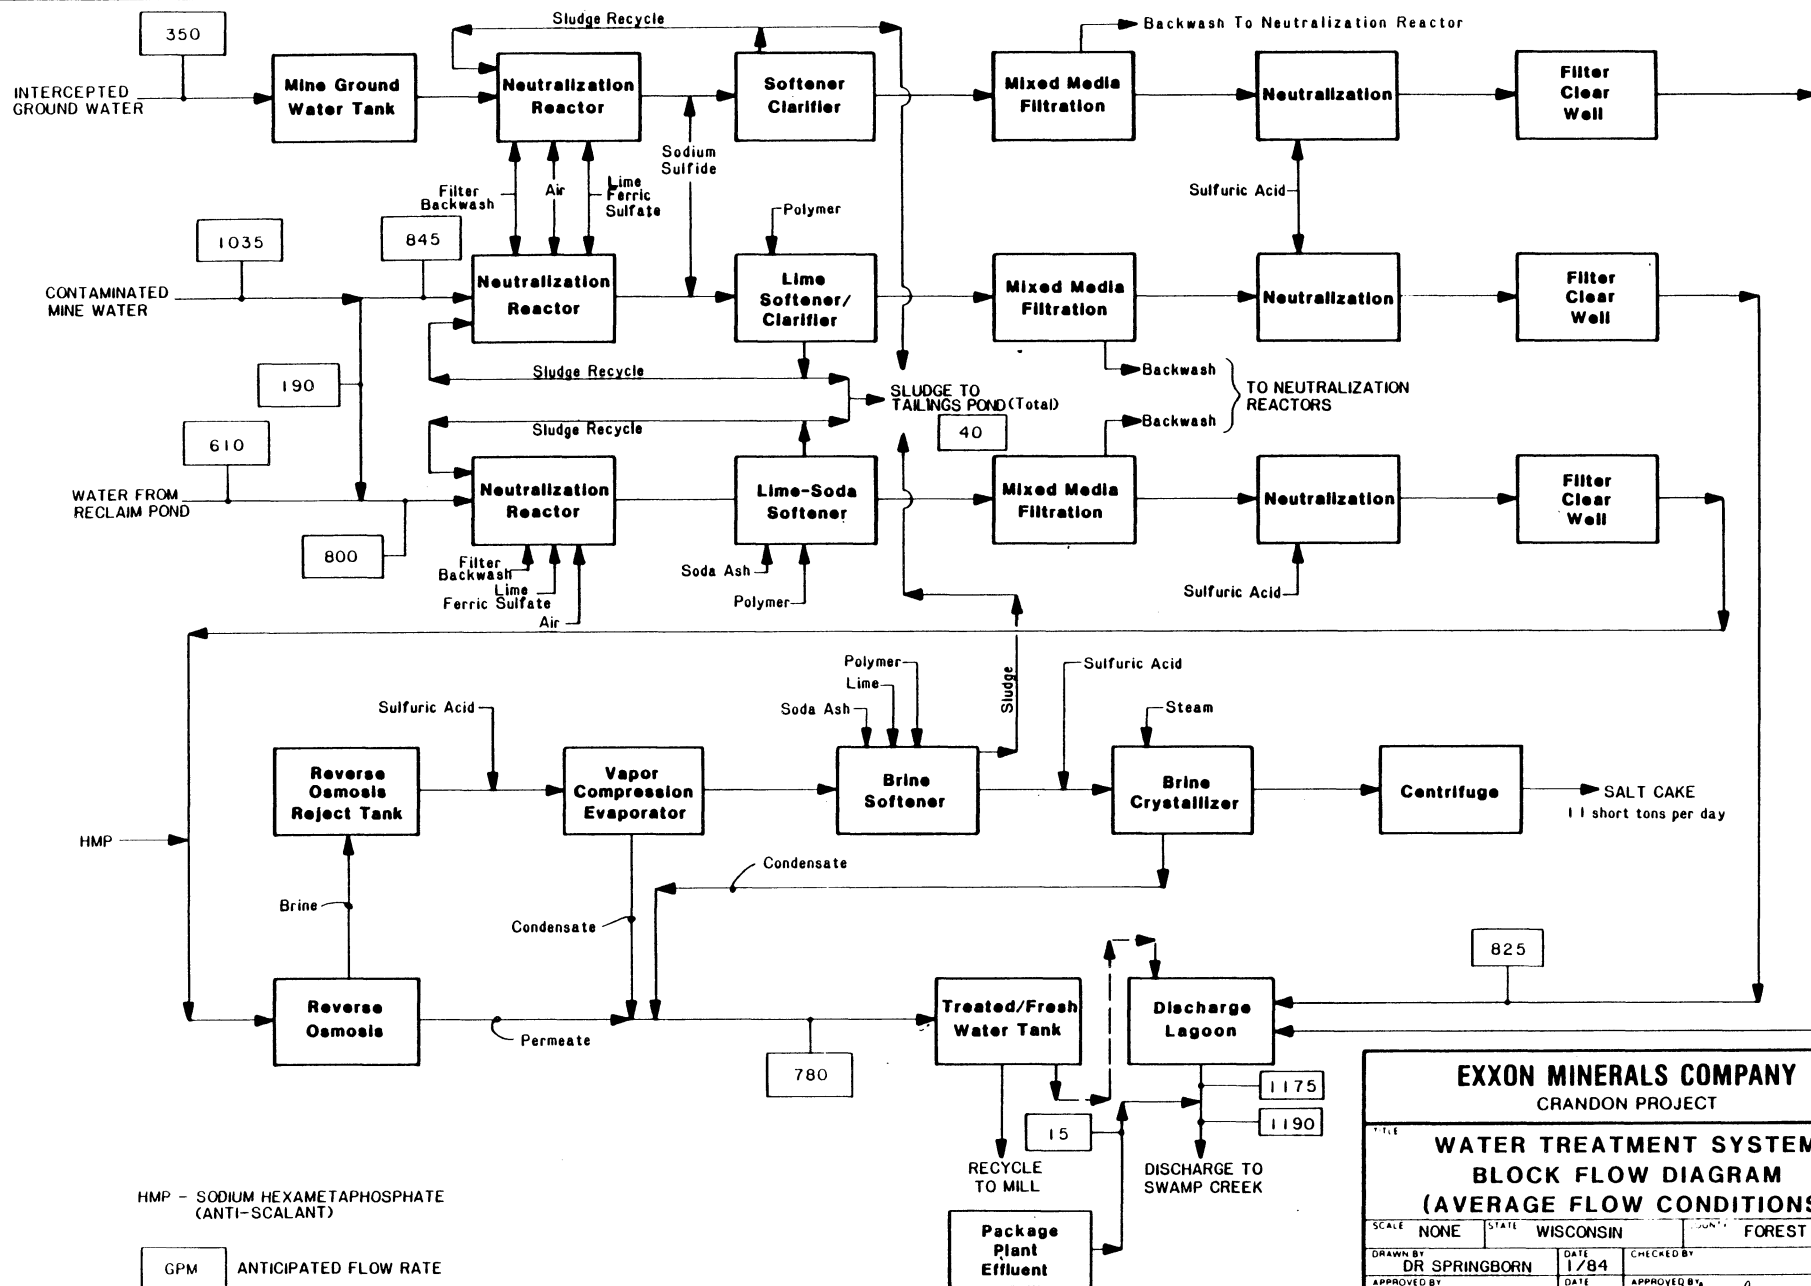 350
Sludge Recycle
Backwash To Neutralization Reactor
INTERCEPTED
GROUND WATER
Mine Ground
Water Tank
Neutralization
Reactor
Softener
Clarifier
Mixed Media
Filtration
Neutralization
Filter
Clear
Well
Sodium
Sulfide
Filter
Backwash
Air
Lime
Ferric
Sulfate
Sulfuric Acid
Polymer
1035
845
CONTAMINATED
MINE WATER
Neutralization
Reactor
Lime
Softener/
Clarifier
Mixed Media
Filtration
Neutralization
Filter
Clear
Well
190
Sludge Recycle
Backwash
SLUDGE TO
TAILINGS POND (Total)
40
TO NEUTRALIZATION
REACTORS
Backwash
Sludge Recycle
610
WATER FROM
RECLAIM POND
Neutralization
Reactor
Lime-Soda
Softener
Mixed Media
Filtration
Neutralization
Filter
Clear
Well
800
Filter
Backwash
Lime
Ferric Sulfate
Air
Soda Ash
Polymer
Sulfuric Acid
Polymer
Lime
Soda Ash
Sludge
Sulfuric Acid
Sulfuric Acid
Steam
Reverse
Osmosis
Reject Tank
Vapor
Compression
Evaporator
Brine
Softener
Brine
Crystallizer
Centrifuge
SALT CAKE
11 short tons per day
HMP
Condensate
Brine
Condensate
825
Reverse
Osmosis
Permeate
Treated/Fresh
Water Tank
Discharge
Lagoon
780
1175
15
1190
RECYCLE
TO MILL
DISCHARGE TO
SWAMP CREEK
Package
Plant
Effluent
HMP - SODIUM HEXAMETAPHOSPHATE
(ANTI-SCALANT)
GPM ANTICIPATED FLOW RATE
EXXON MINERALS COMPANY
CRANDON PROJECT
TITLE
WATER TREATMENT SYSTEM
BLOCK FLOW DIAGRAM
(AVERAGE FLOW CONDITIONS
SCALE NONE STATE WISCONSIN COUNTY FOREST
DRAWN BY DATE CHECKED BY
DR SPRINGBORN 1/84
APPROVED BY DATE APPROVED BY